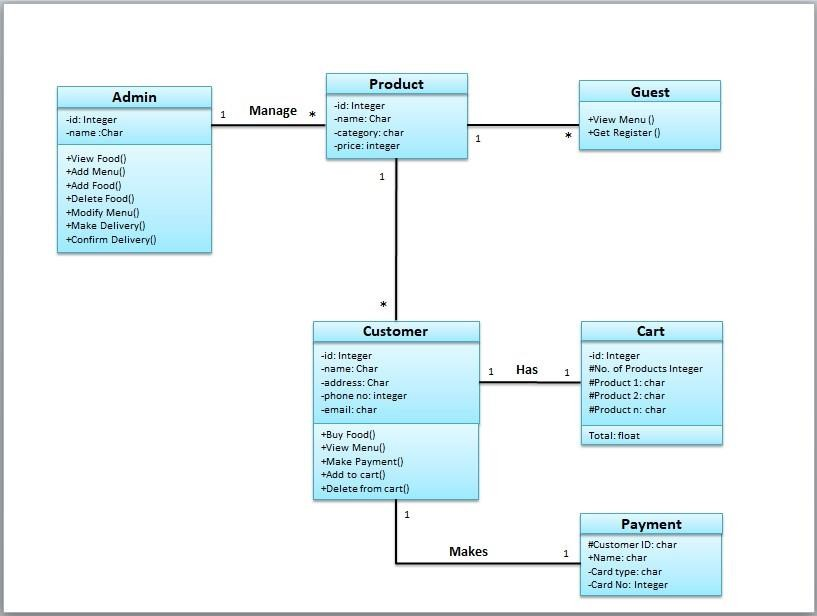 Admin
-id: Integer
-name :Char
+View Food()
+Add Menu()
+Add Food()
+Delete Food()
+Modify Menu()
+Make Delivery()
+Confirm Delivery()
1 Manage *
Product
-id: Integer
-name: Char
-category: char
-price: integer
1
*
Guest
+View Menu ()
+Get Register ()
1
*
Customer
-id: Integer
-name: Char
-address: Char
-phone no: integer
-email: char
+Buy Food()
+View Menu()
+Make Payment()
+Add to cart()
+Delete from cart()
1 Has 1
Cart
-id: Integer
#No. of Products Integer
#Product 1: char
#Product 2: char
#Product n: char
Total: float
1
Makes 1
Payment
#Customer ID: char
+Name: char
-Card type: char
-Card No: Integer